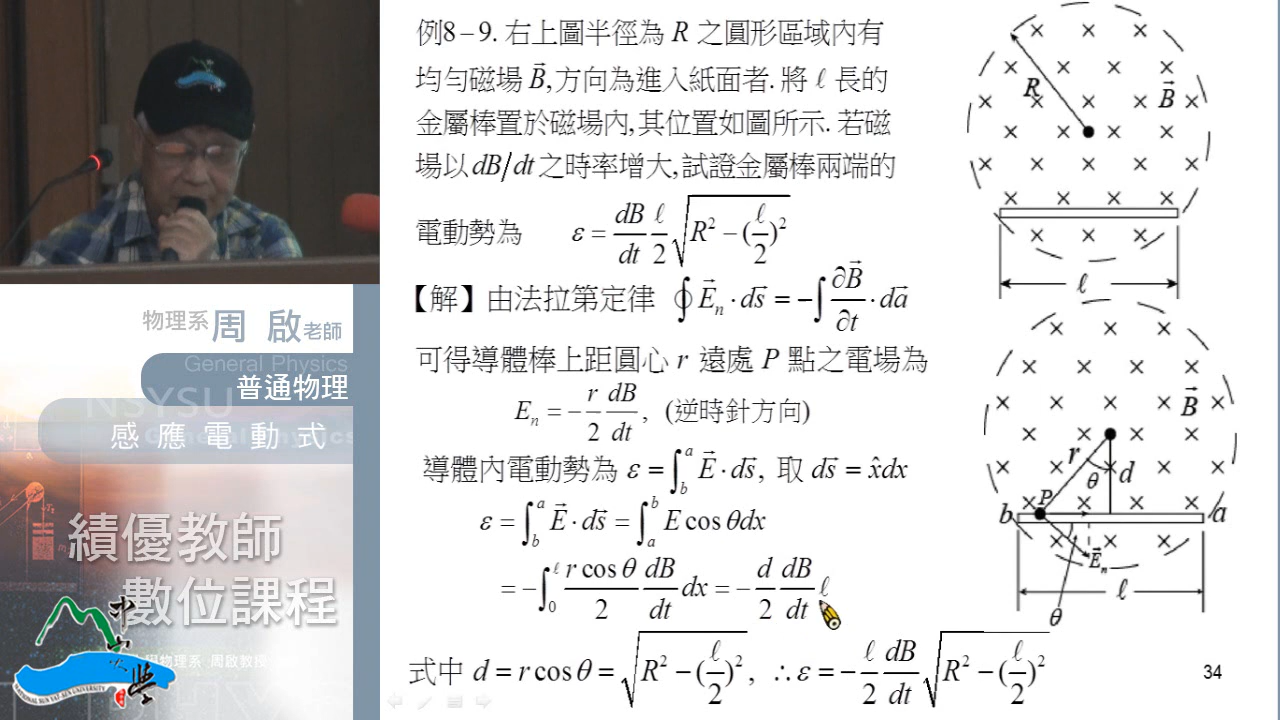 例8-9. 右上圖半徑為 R 之圓形區域內有
均勻磁場 B⃗, 方向為進入紙面者. 將 ℓ 長的
金屬棒置於磁場內, 其位置如圖所示. 若磁
場以 dB/dt 之時率增大, 試證金屬棒兩端的
電動勢為 ε = dB/dt ℓ/2 √(R² − (ℓ/2)²)
【解】由法拉第定律 ∮ E⃗ₙ · ds⃗ = −∫ ∂B⃗/∂t · da⃗
可得導體棒上距圓心 r 遠處 P 點之電場為
Eₙ = − r/2 dB/dt, (逆時針方向)
導體內電動勢為 ε = ∫_b^a E⃗ · ds⃗, 取 ds⃗ = x̂dx
ε = ∫_b^a E⃗ · ds⃗ = ∫_a^b E cos θdx
= −∫_0^ℓ r cos θ/2 dB/dt dx = − d/2 dB/dt ℓ
式中 d = r cos θ = √(R² − (ℓ/2)²), ∴ ε = − ℓ/2 dB/dt √(R² − (ℓ/2)²)
34
R
B⃗
ℓ
B⃗
r
θ
d
P
b
a
E⃗ₙ
ℓ
θ
物理系 周 啟 老師
General Physics
普通物理
NSYSU
感 應 電 動 式
績優教師
數位課程